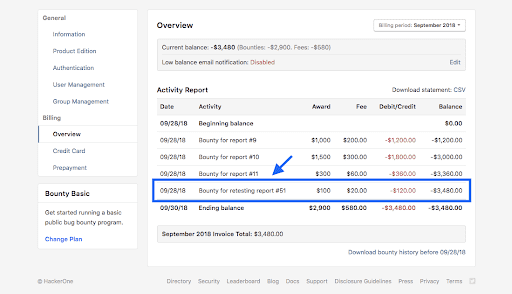 General
Information
Product Edition
Authentication
User Management
Group Management
Billing
Overview
Credit Card
Prepayment
Bounty Basic
Get started running a basic
public bug bounty program.
Change Plan
Overview
Billing period: September 2018
Current balance: -$3,480 (Bounties: -$2,900. Fees: -$580)
Low balance email notification: Disabled Edit
Activity Report Download statement: CSV
Date Activity Award Fee Debit/Credit Balance
09/28/18 Beginning balance $0.00
09/28/18 Bounty for report #9 $1,000 $200.00 -$1,200.00 -$1,200.00
09/28/18 Bounty for report #10 $1,500 $300.00 -$1,800.00 -$3,000.00
09/28/18 Bounty for report #11 $300 $60.00 -$360.00 -$3,360.00
09/28/18 Bounty for retesting report #51 $100 $20.00 -$120.00 -$3,480.00
09/30/18 Ending balance $2,900 $580.00 -$3,480.00 -$3,480.00
September 2018 Invoice Total: $3,480.00
Download bounty history before 09/28/18
© HackerOne Directory Security Leaderboard Blog Docs Support Disclosure Guidelines Press Privacy Terms